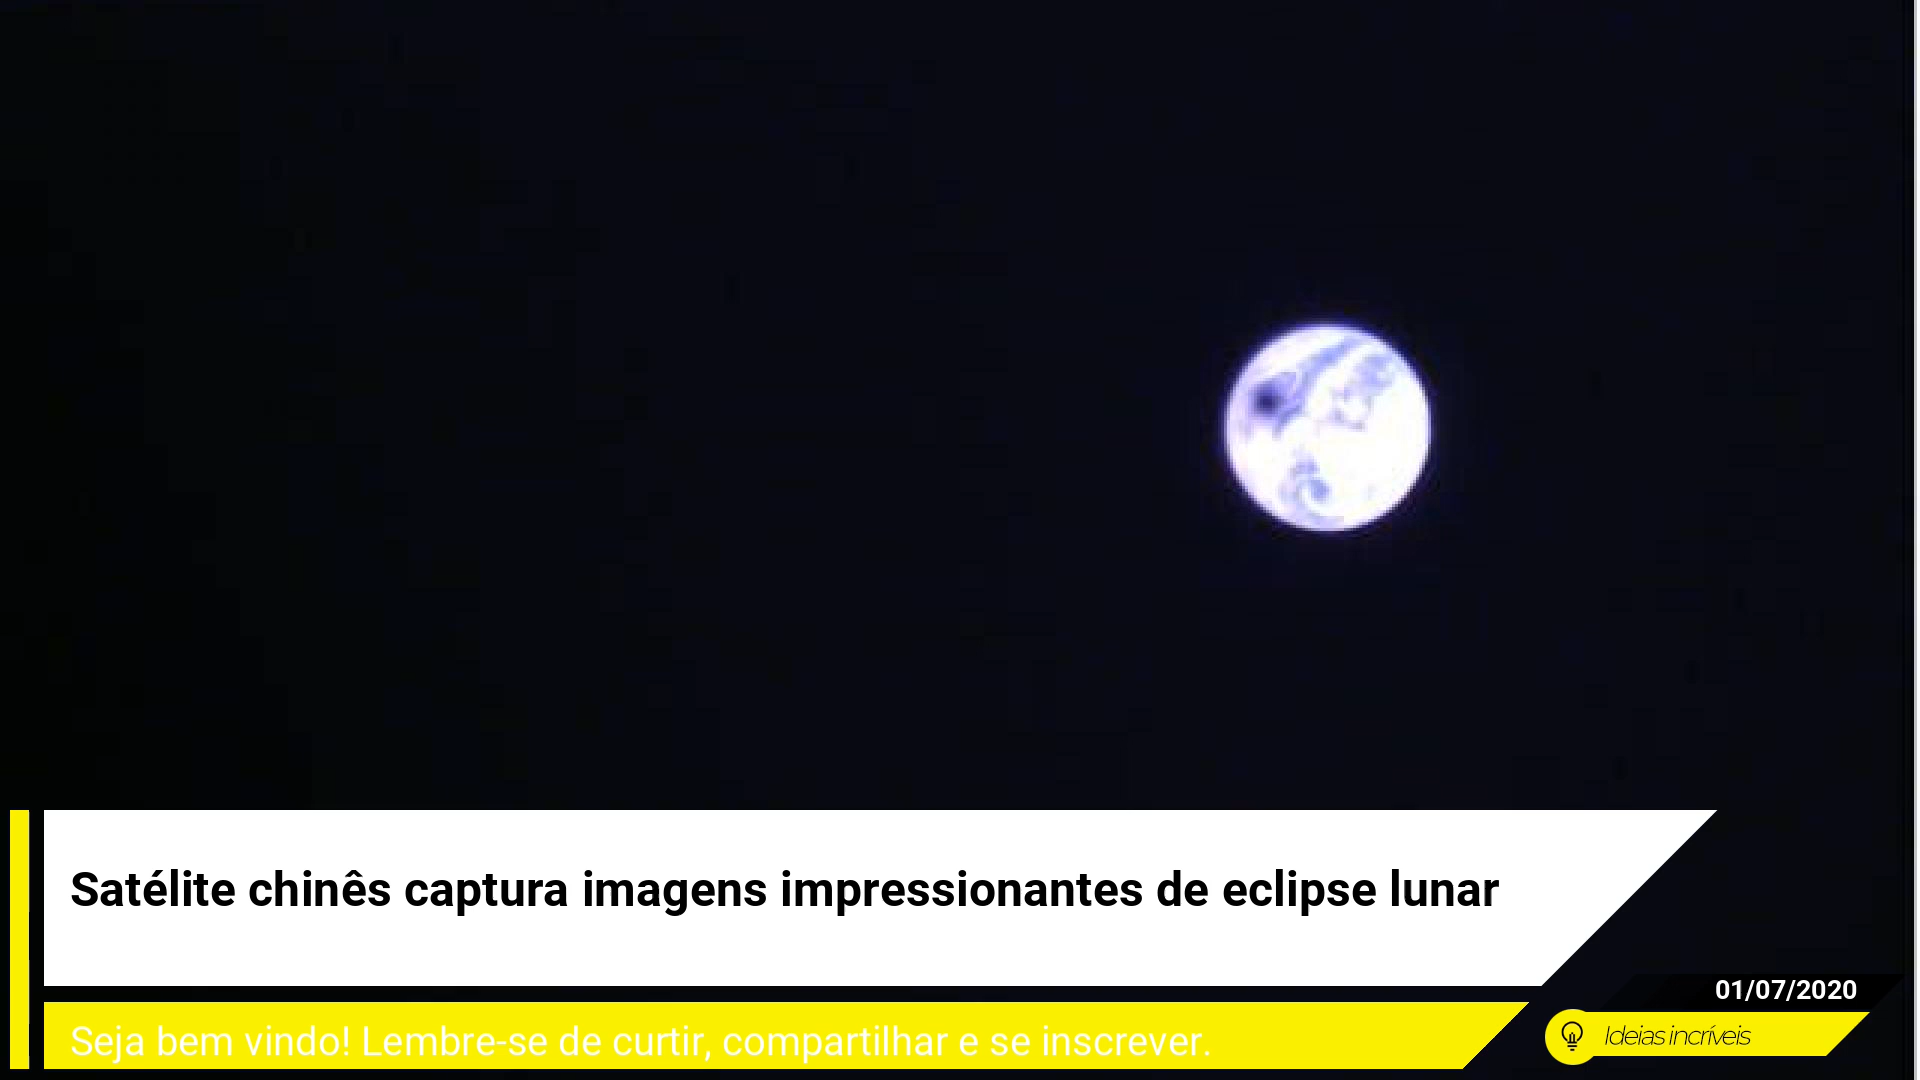 Satélite chinês captura imagens impressionantes de eclipse lunar
01/07/2020
Seja bem vindo! Lembre-se de curtir, compartilhar e se inscrever.
Ideias incríveis